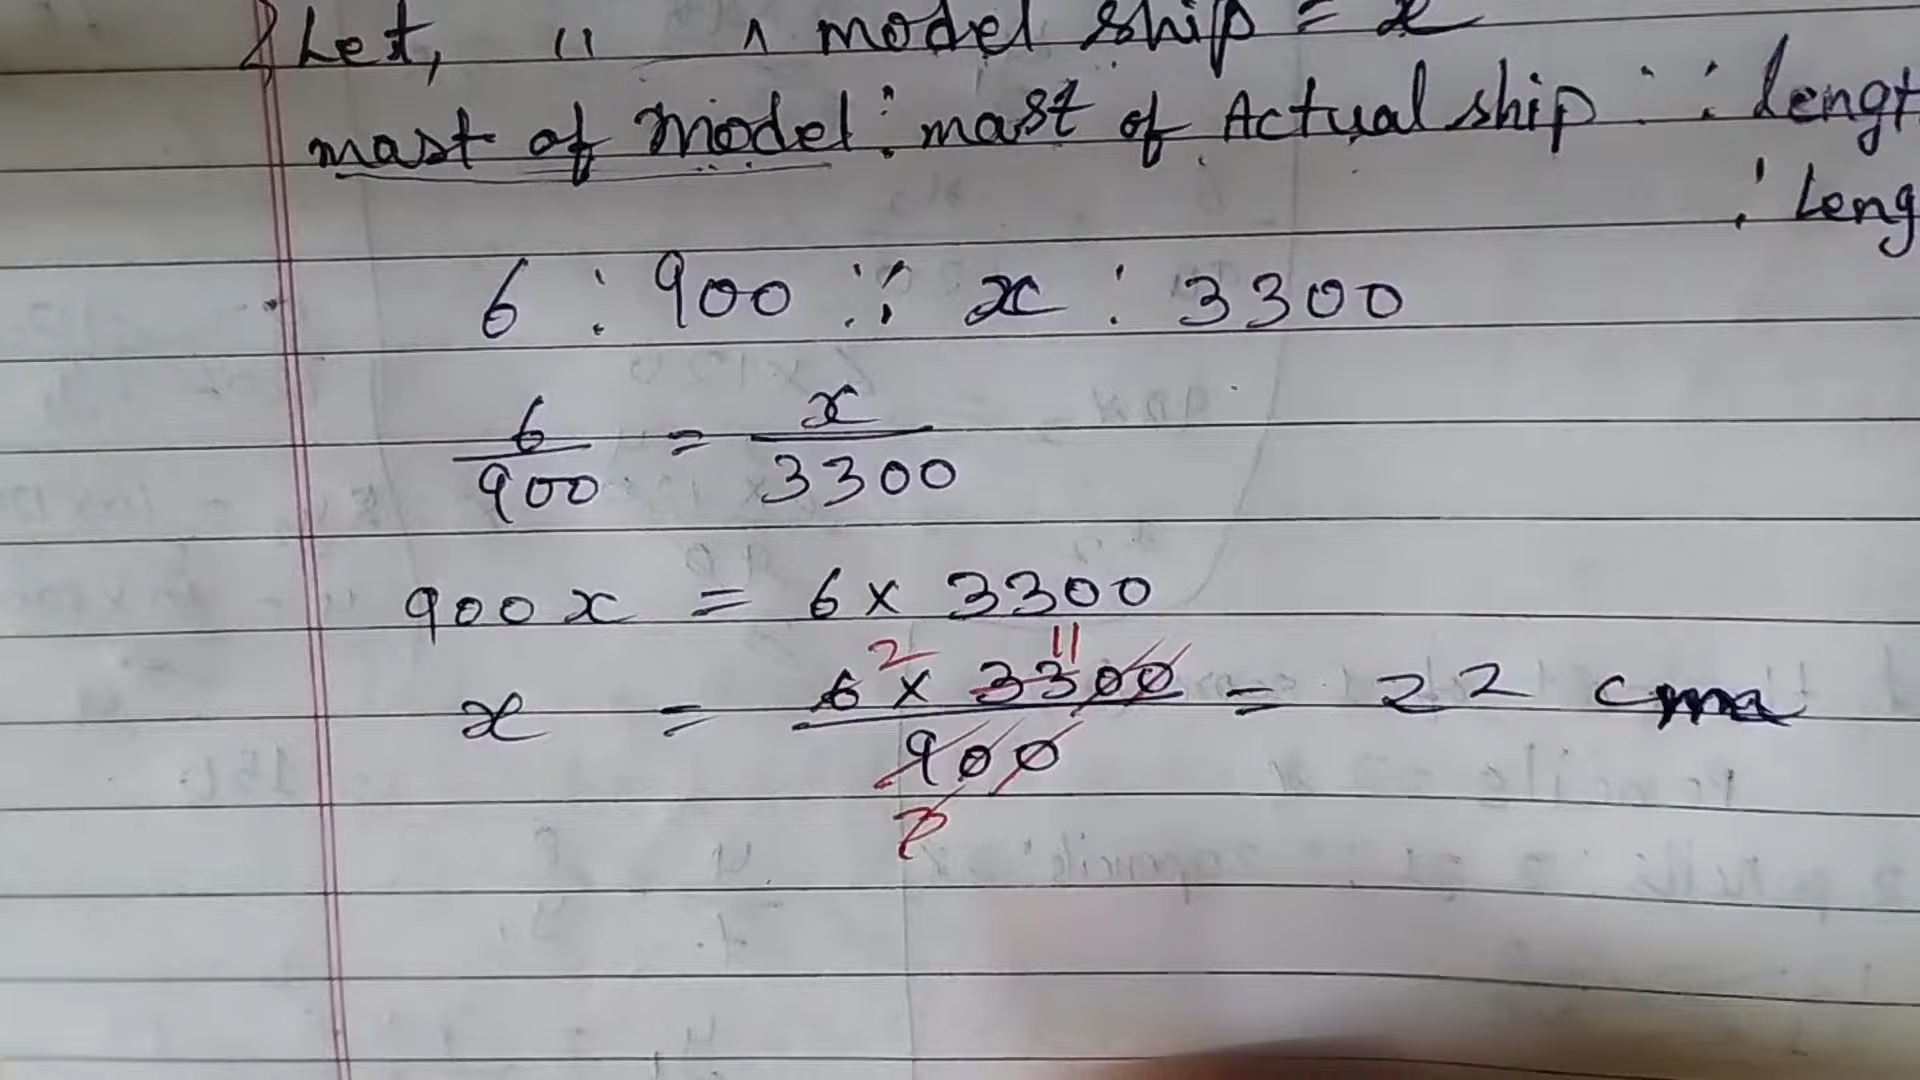 Let, " " model ship = x
mast of model : mast of Actual ship :: lengt
: Leng
6 : 900 :: x : 3300
6/900 = x/3300
900x = 6 × 3300
2 11
x = 6 × 3300 / 900 = 22 cm